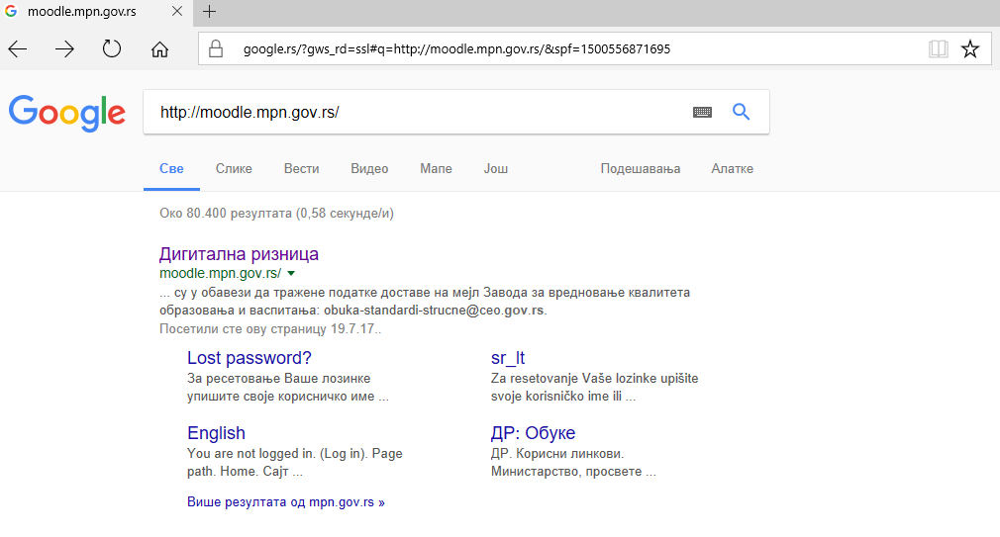 moodle.mpn.gov.rs
google.rs/?gws_rd=ssl#q=http://moodle.mpn.gov.rs/&spf=1500556871695
Google
http://moodle.mpn.gov.rs/
Све Слике Вести Видео Мапе Још Подешавања Алатке
Око 80.400 резултата (0,58 секунде/и)
Дигитална ризница
moodle.mpn.gov.rs/
... су у обавези да тражене податке доставе на мејл Завода за вредновање квалитета
образовања и васпитања: obuka-standardi-strucne@ceo.gov.rs.
Посетили сте ову страницу 19.7.17..
Lost password?
За ресетовање Ваше лозинке
упишите своје корисничко име ...
sr_lt
Za resetovanje Vaše lozinke upišite
svoje korisničko ime ili ...
English
You are not logged in. (Log in). Page
path. Home. Сајт ...
ДР: Обуке
ДР. Корисни линкови.
Министарство, просвете ...
Више резултата од mpn.gov.rs »